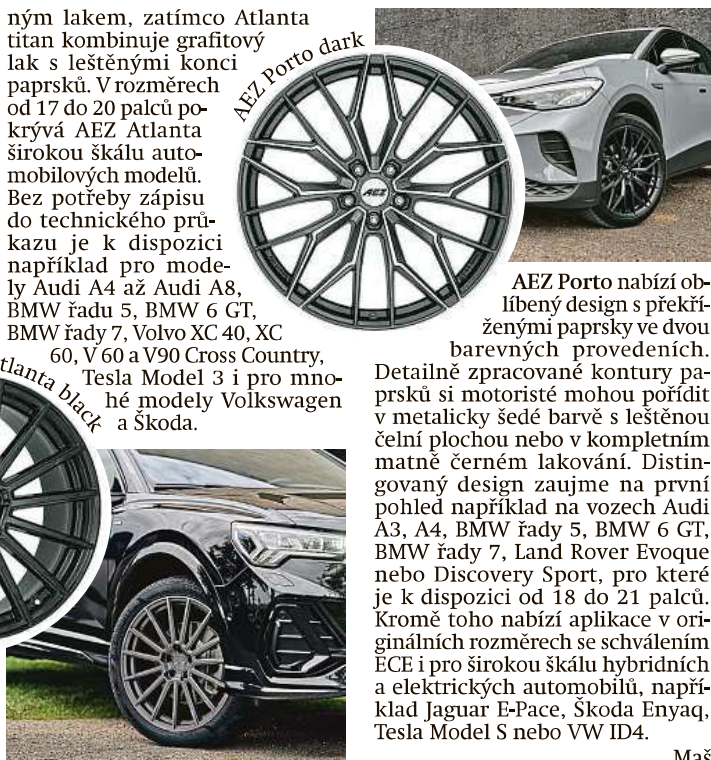 ným lakem, zatímco Atlanta
titan kombinuje grafitový
lak s leštěnými konci
paprsků. V rozměrech
od 17 do 20 palců po-
krývá AEZ Atlanta
širokou škálu auto-
mobilových modelů.
Bez potřeby zápisu
do technického prů-
kazu je k dispozici
například pro mode-
ly Audi A4 až Audi A8,
BMW řadu 5, BMW 6 GT,
BMW řady 7, Volvo XC 40, XC
60, V 60 a V90 Cross Country,
Tesla Model 3 i pro mno-
hé modely Volkswagen
a Škoda.
tlanta black
AEZ Porto dark
AEZ
AEZ Porto nabízí ob-
líbený design s překří-
ženými paprsky ve dvou
barevných provedeních.
Detailně zpracované kontury pa-
prsků si motoristé mohou pořídit
v metalicky šedé barvě s leštěnou
čelní plochou nebo v kompletním
matně černém lakování. Distin-
govaný design zaujme na první
pohled například na vozech Audi
A3, A4, BMW řady 5, BMW 6 GT,
BMW řady 7, Land Rover Evoque
nebo Discovery Sport, pro které
je k dispozici od 18 do 21 palců.
Kromě toho nabízí aplikace v ori-
ginálních rozměrech se schválením
ECE i pro širokou škálu hybridních
a elektrických automobilů, napří-
klad Jaguar E-Pace, Škoda Enyaq,
Tesla Model S nebo VW ID4.
Maš